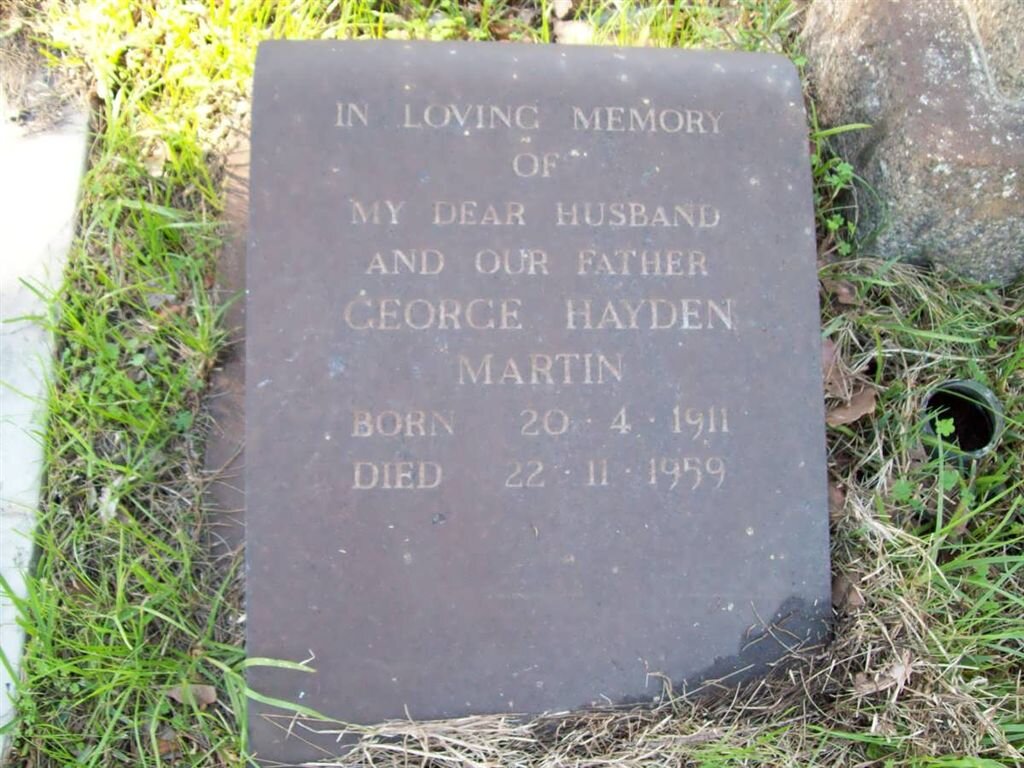 IN LOVING MEMORY
OF
MY DEAR HUSBAND
AND OUR FATHER
GEORGE HAYDEN
MARTIN
BORN 20 · 4 · 1911
DIED 22 · 11 · 1959